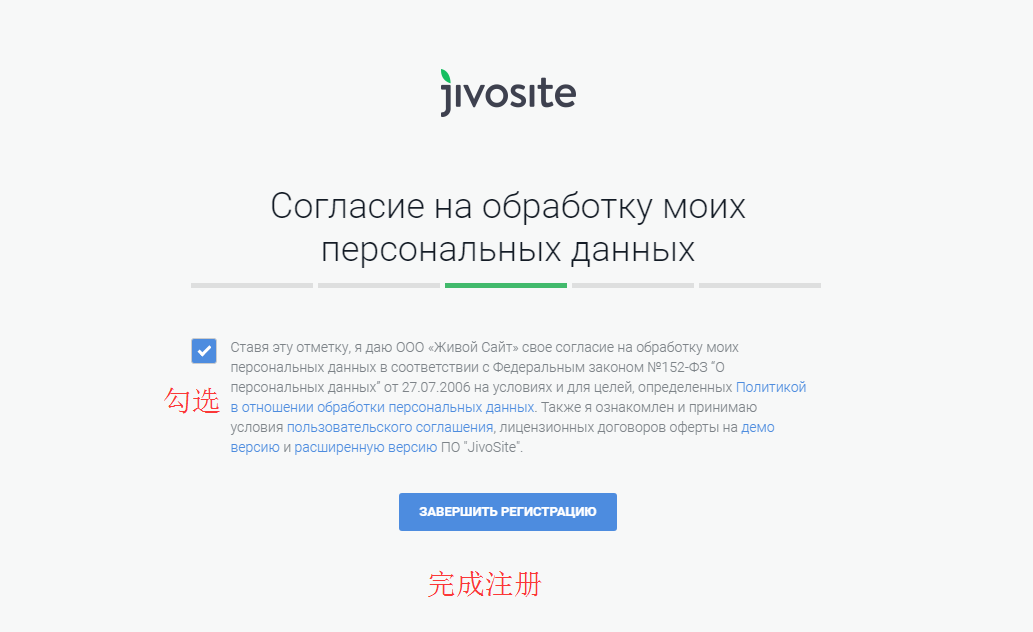 jivosite
Согласие на обработку моих
персональных данных
Ставя эту отметку, я даю ООО «Живой Сайт» свое согласие на обработку моих
персональных данных в соответствии с Федеральным законом №152-ФЗ “О
персональных данных” от 27.07.2006 на условиях и для целей, определенных Политикой
в отношении обработки персональных данных. Также я ознакомлен и принимаю
условия пользовательского соглашения, лицензионных договоров оферты на демо
версию и расширенную версию ПО "JivoSite".
勾选
ЗАВЕРШИТЬ РЕГИСТРАЦИЮ
完成注册